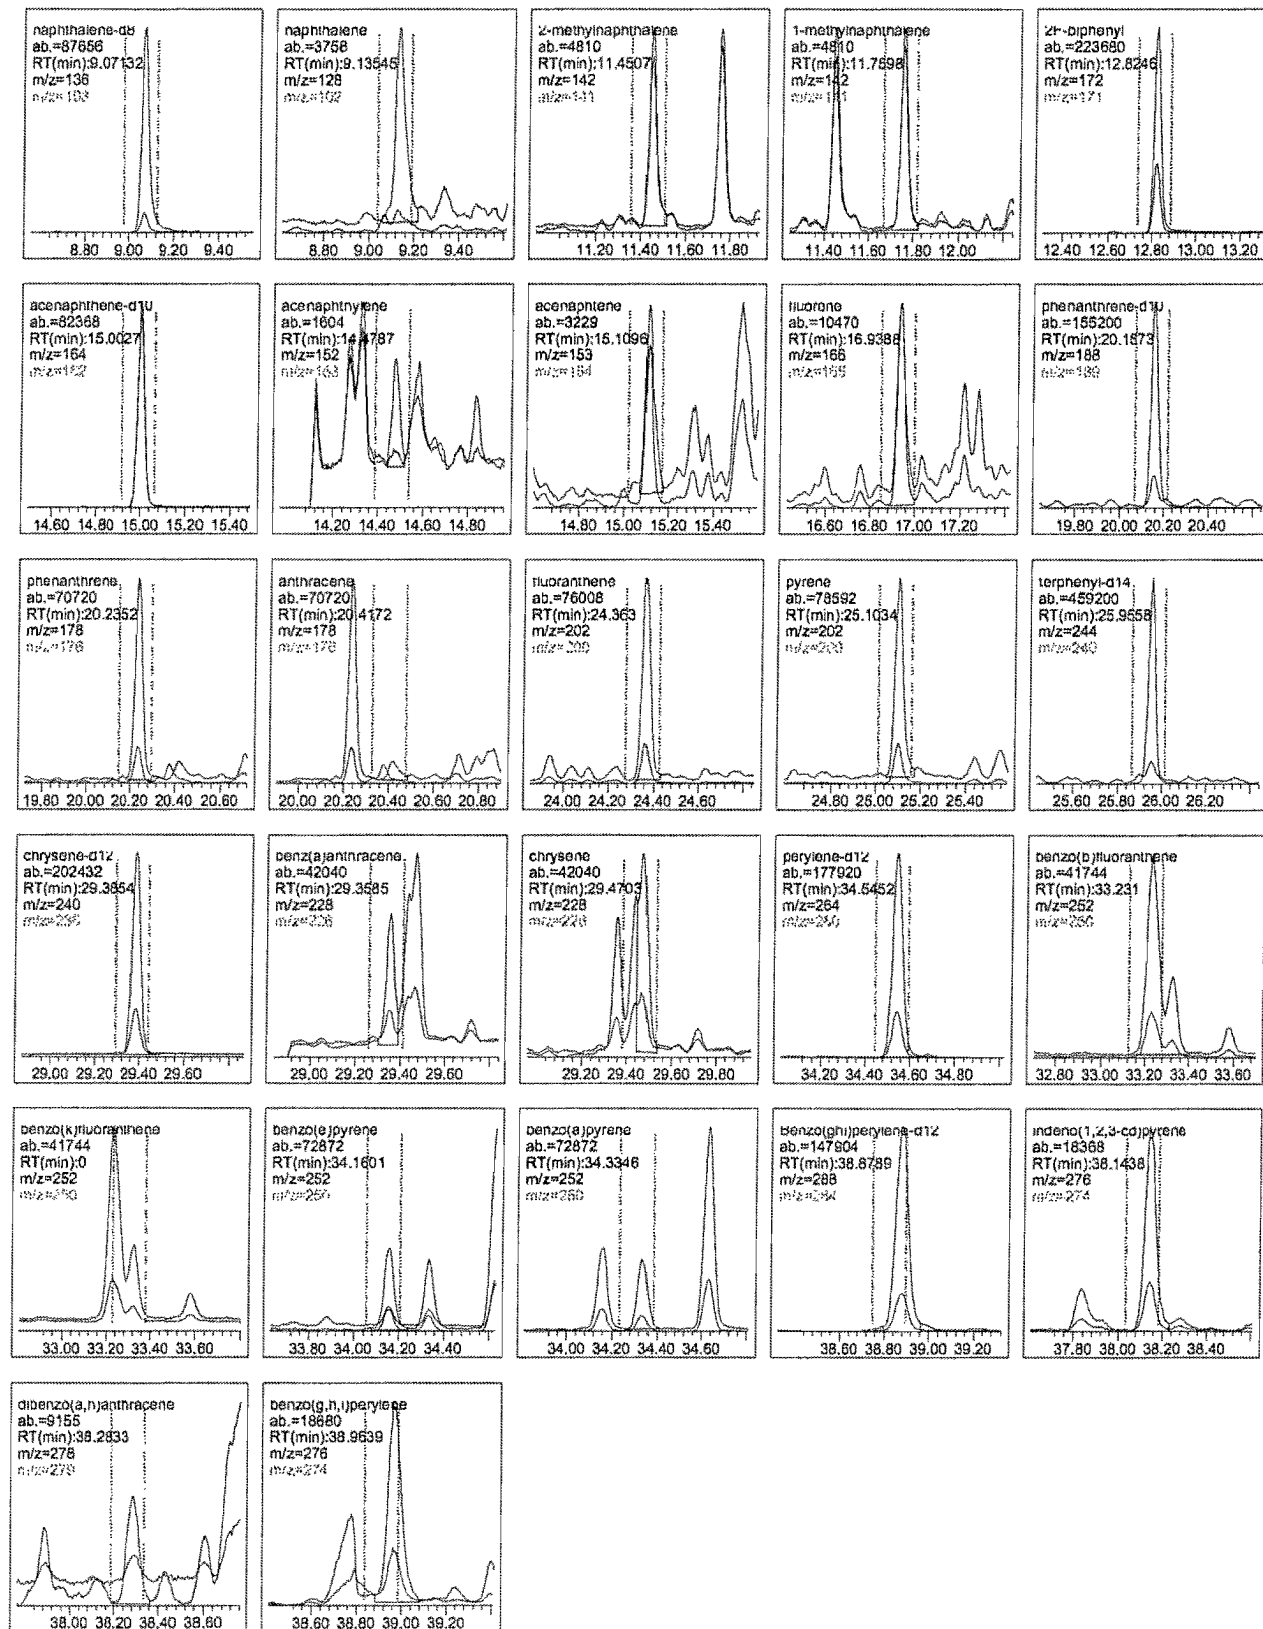 naphthalene-d8
ab.=87656
RT(min):9.07132
m/z=136
m/z=103
8.80 9.00 9.20 9.40
naphthalene
ab.=3758
RT(min):9.13545
m/z=128
m/z=102
8.80 9.00 9.20 9.40
2-methylnaphthalene
ab.=4810
RT(min):11.4507
m/z=142
m/z=141
11.20 11.40 11.60 11.80
1-methylnaphthalene
ab.=4810
RT(min):11.7598
m/z=142
m/z=141
11.40 11.60 11.80 12.00
2F-biphenyl
ab.=223680
RT(min):12.8246
m/z=172
m/z=171
12.40 12.60 12.80 13.00 13.20
acenaphthene-d10
ab.=82368
RT(min):15.0027
m/z=164
m/z=162
14.60 14.80 15.00 15.20 15.40
acenaphthylene
ab.=1604
RT(min):14.4787
m/z=152
m/z=153
14.20 14.40 14.60 14.80
acenaphtene
ab.=3229
RT(min):15.1096
m/z=153
m/z=154
14.80 15.00 15.20 15.40
fluorene
ab.=10470
RT(min):16.9388
m/z=166
m/z=165
16.60 16.80 17.00 17.20
phenanthrene-d10
ab.=155200
RT(min):20.1573
m/z=188
m/z=189
19.80 20.00 20.20 20.40
phenanthrene
ab.=70720
RT(min):20.2352
m/z=178
m/z=176
19.80 20.00 20.20 20.40 20.60
anthracene
ab.=70720
RT(min):20.4172
m/z=178
m/z=176
20.00 20.20 20.40 20.60 20.80
fluoranthene
ab.=76008
RT(min):24.363
m/z=202
m/z=200
24.00 24.20 24.40 24.60
pyrene
ab.=78592
RT(min):25.1034
m/z=202
m/z=200
24.80 25.00 25.20 25.40
terphenyl-d14
ab.=459200
RT(min):25.9558
m/z=244
m/z=240
25.60 25.80 26.00 26.20
chrysene-d12
ab.=202432
RT(min):29.3854
m/z=240
m/z=236
29.00 29.20 29.40 29.60
benz(a)anthracene
ab.=42040
RT(min):29.3585
m/z=228
m/z=226
29.00 29.20 29.40 29.60
chrysene
ab.=42040
RT(min):29.4703
m/z=228
m/z=226
29.20 29.40 29.60 29.80
perylene-d12
ab.=177920
RT(min):34.5452
m/z=264
m/z=260
34.20 34.40 34.60 34.80
benzo(b)fluoranthene
ab.=41744
RT(min):33.231
m/z=252
m/z=250
32.80 33.00 33.20 33.40 33.60
benzo(k)fluoranthene
ab.=41744
RT(min):0
m/z=252
m/z=250
33.00 33.20 33.40 33.60
benzo(e)pyrene
ab.=72872
RT(min):34.1601
m/z=252
m/z=250
33.80 34.00 34.20 34.40
benzo(a)pyrene
ab.=72872
RT(min):34.3346
m/z=252
m/z=250
34.00 34.20 34.40 34.60
Benzo(ghi)perylene-d12
ab.=147904
RT(min):38.8789
m/z=288
m/z=284
38.60 38.80 39.00 39.20
indeno(1,2,3-cd)pyrene
ab.=18368
RT(min):38.1438
m/z=276
m/z=274
37.80 38.00 38.20 38.40
dibenzo(a,h)anthracene
ab.=9155
RT(min):38.2833
m/z=278
m/z=279
38.00 38.20 38.40 38.60
benzo(g,h,i)perylene
ab.=18680
RT(min):38.9639
m/z=276
m/z=274
38.60 38.80 39.00 39.20